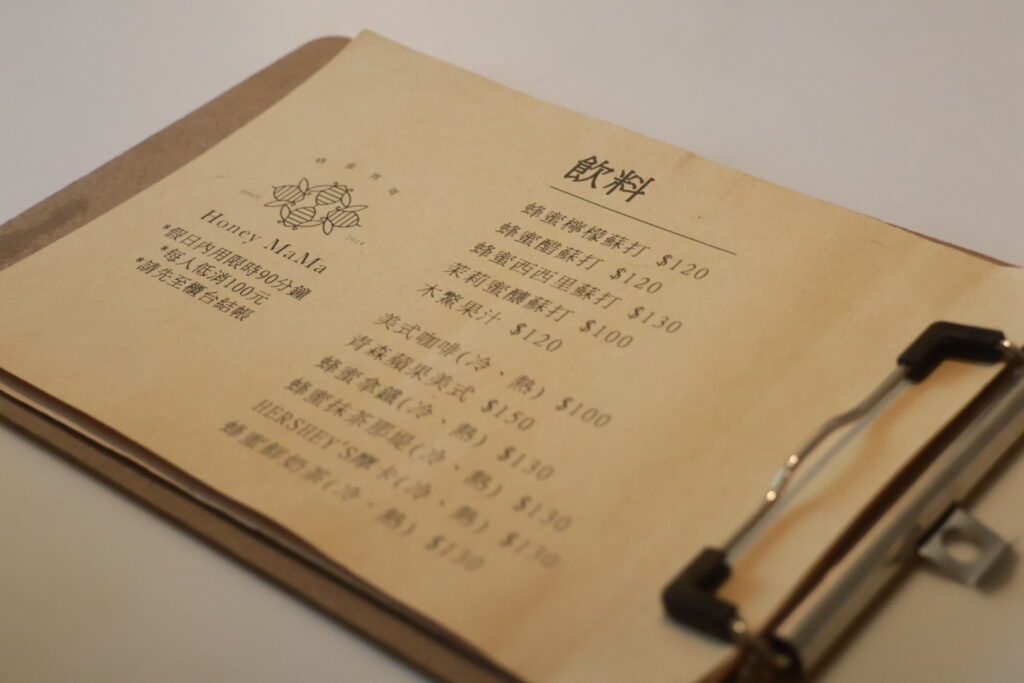 SINCE 2014
Honey MaMa
*假日內用限時90分鐘
*每人低消100元
*請先至櫃台結帳
飲料
蜂蜜檸檬蘇打 $120
蜂蜜醋蘇打 $120
蜂蜜西西里蘇打 $130
茉莉蜜釀蘇打 $100
木鱉果汁 $120
美式咖啡(冷、熱) $100
青森蘋果美式 $150
蜂蜜拿鐵(冷、熱) $130
蜂蜜抹茶那堤(冷、熱) $130
HERSHEY'S摩卡(冷、熱) $130
蜂蜜鮮奶茶(冷、熱) $130